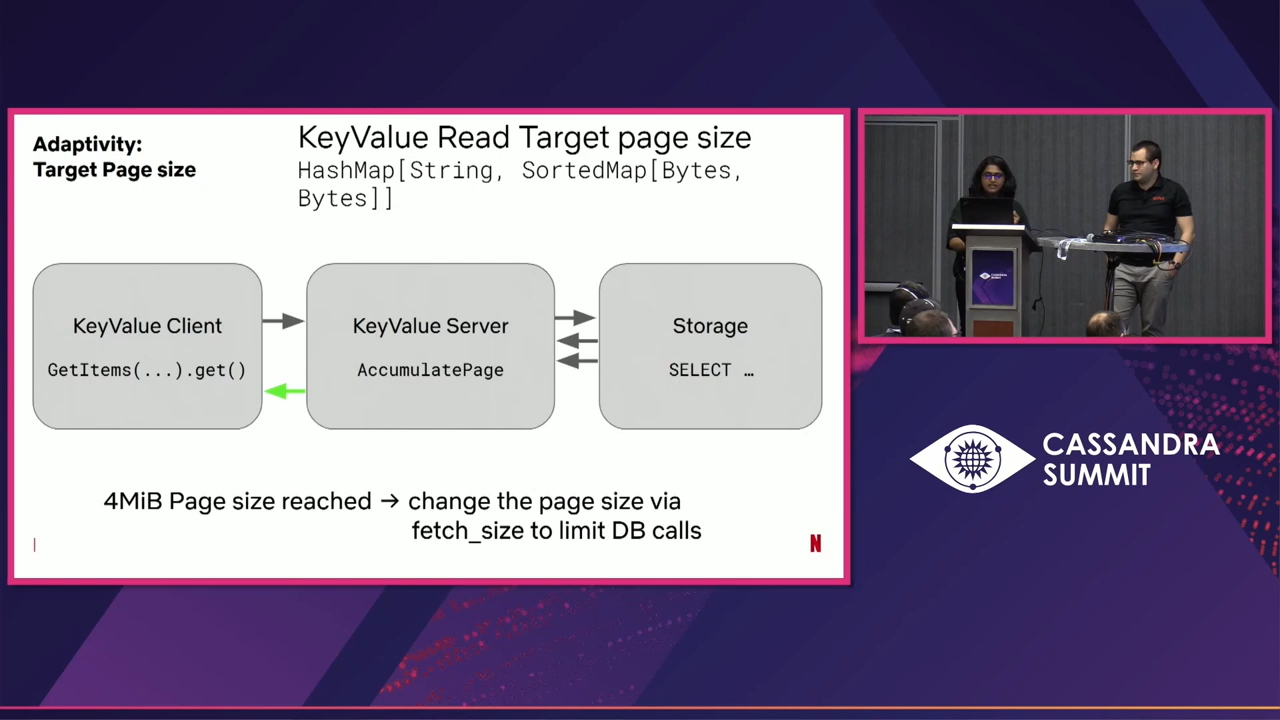 Adaptivity:
Target Page size
KeyValue Read Target page size
HashMap[String, SortedMap[Bytes,
Bytes]]
KeyValue Client
GetItems(...).get()
KeyValue Server
AccumulatePage
Storage
SELECT …
4MiB Page size reached → change the page size via
fetch_size to limit DB calls
N
CASSANDRA
SUMMIT
CASSANDRA
SUMMIT